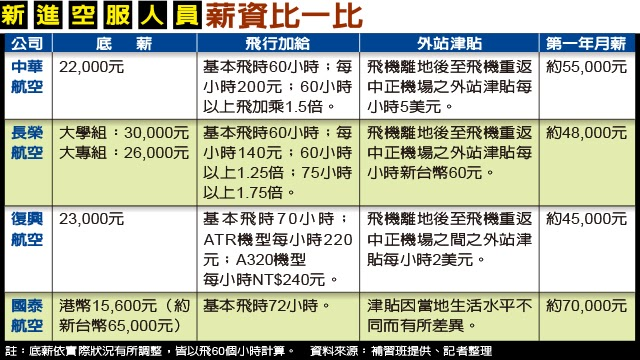 新進空服人員薪資比一比
公司 底薪 飛行加給 外站津貼 第一年月薪
中華航空 22,000元 基本飛時60小時；每小時200元；60小時以上飛加乘1.5倍。 飛機離地後至飛機重返中正機場之外站津貼每小時5美元。 約55,000元
長榮航空 大學組：30,000元 大專組：26,000元 基本飛時60小時；每小時140元；60小時以上1.25倍；75小時以上1.75倍。 飛機離地後至飛機重返中正機場之外站津貼每小時新台幣60元。 約48,000元
復興航空 23,000元 基本飛時70小時；ATR機型每小時220元；A320機型每小時NT$240元。 飛機離地後至飛機重返中正機場之間之外站津貼每小時2美元。 約45,000元
國泰航空 港幣15,600元（約新台幣65,000元） 基本飛時72小時。 津貼因當地生活水平不同而有所差異。 約70,000元
註：底薪依實際狀況有所調整，皆以飛60個小時計算。 資料來源：補習班提供、記者整理